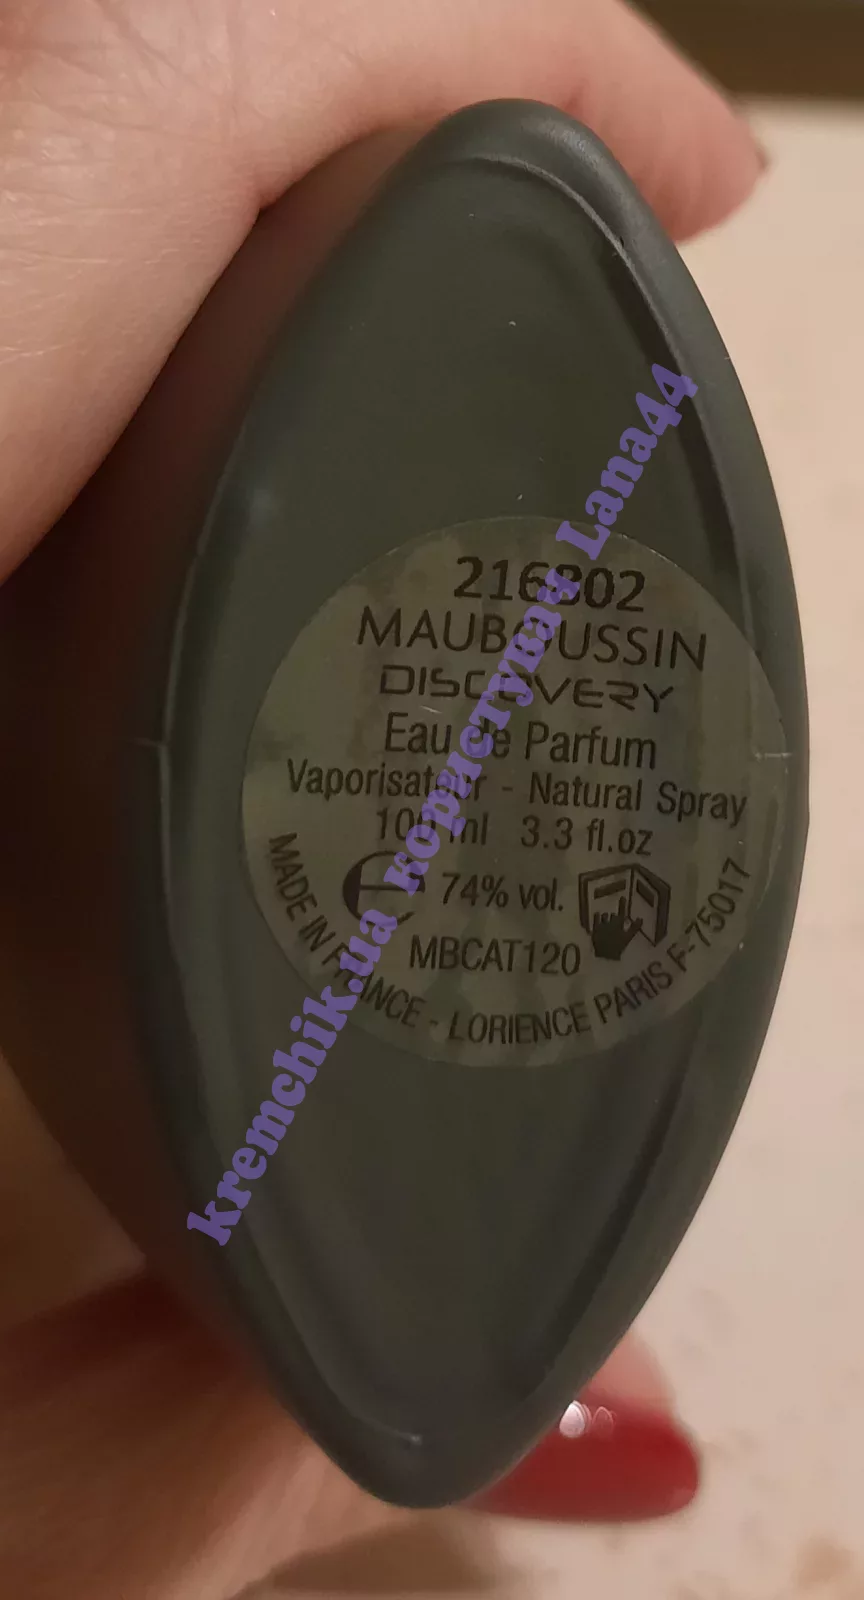 216802
MAUBOUSSIN
DISCOVERY
Eau de Parfum
Vaporisateur - Natural Spray
100 ml 3.3 fl.oz
74% vol.
MBCAT120
MADE IN FRANCE - LORIENCE PARIS F-75017
kremchik.ua користувач Lana44